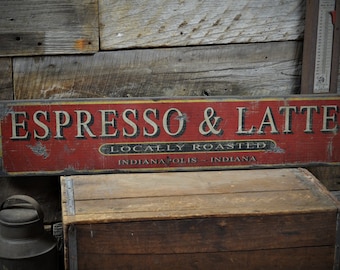 ESPRESSO & LATTE
LOCALLY ROASTED
INDIANAPOLIS - INDIANA